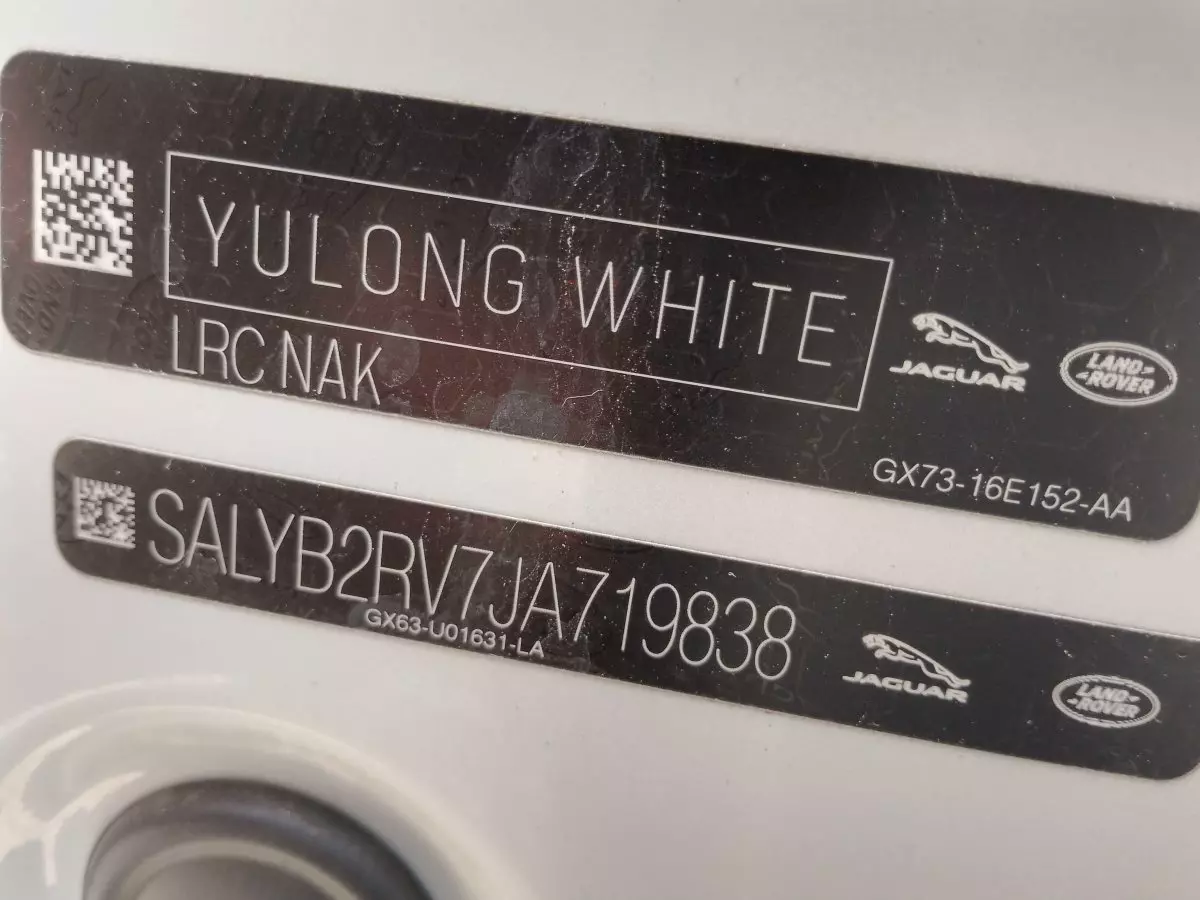 YULONG WHITE
LRC NAK
JAGUAR
LAND
ROVER
GX73-16E152-AA
SALYB2RV7JA719838
GX63-U01631-LA
JAGUAR
LAND
ROVER